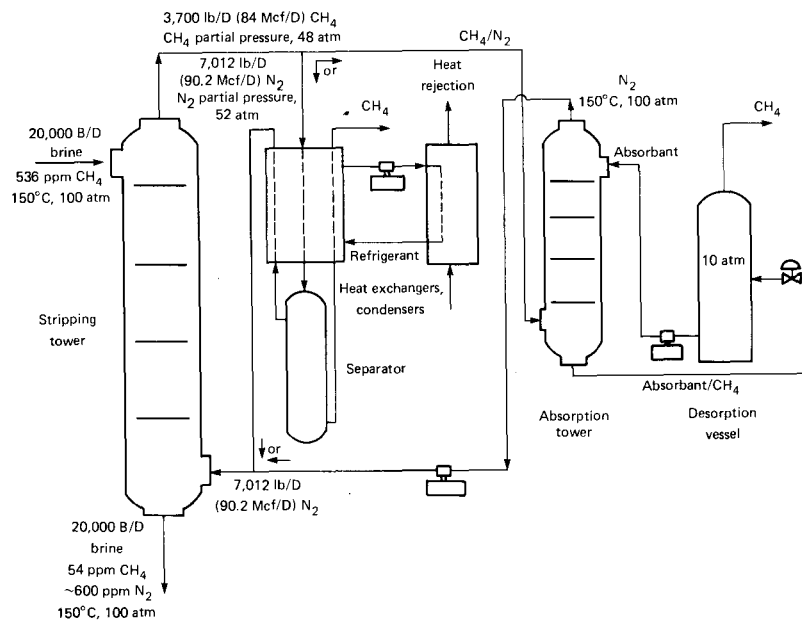 3,700 lb/D (84 Mcf/D) CH4
CH4 partial pressure, 48 atm
7,012 lb/D
(90.2 Mcf/D) N2
N2 partial pressure,
52 atm
or
CH4/N2
20,000 B/D
brine
536 ppm CH4
150°C, 100 atm
CH4
Heat
rejection
N2
150°C, 100 atm
CH4
Absorbant
Refrigerant
Heat exchangers,
condensers
10 atm
Stripping
tower
Separator
Absorbant/CH4
Absorption
tower
Desorption
vessel
or
7,012 lb/D
(90.2 Mcf/D) N2
20,000 B/D
brine
54 ppm CH4
~600 ppm N2
150°C, 100 atm